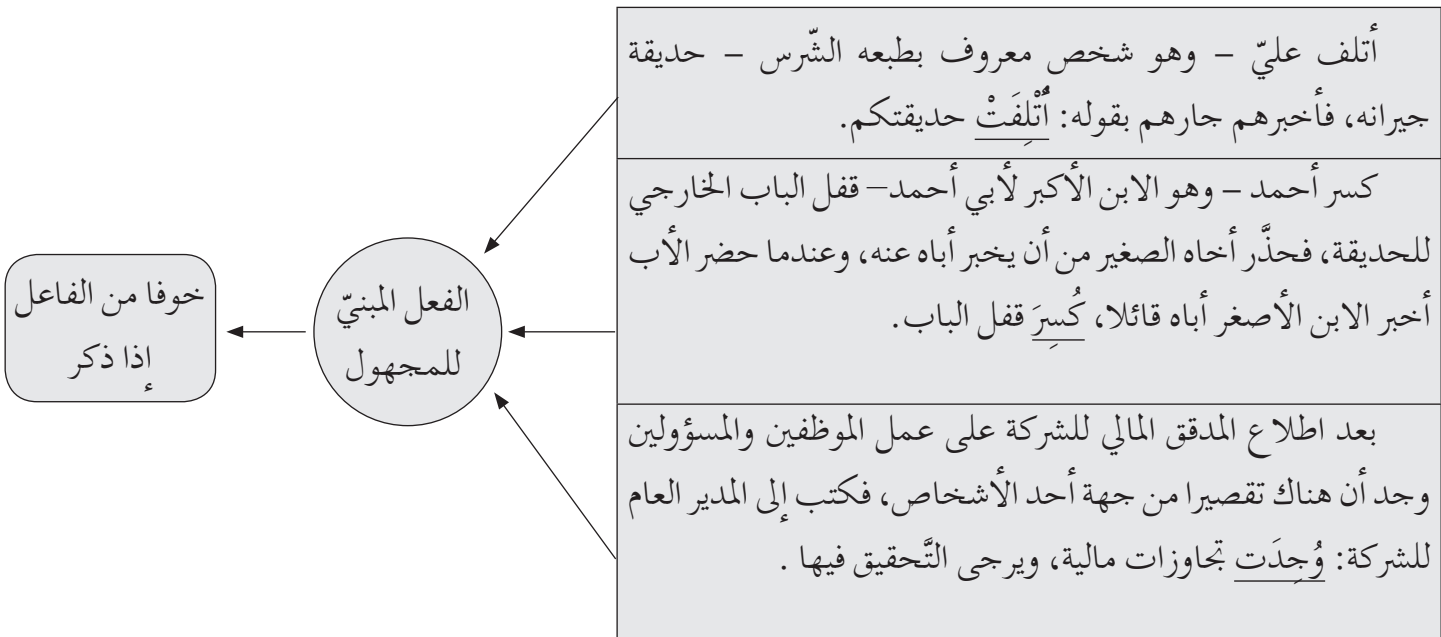 أتلف عليّ – وهو شخص معروف بطبعه الشّرس – حديقة
جيرانه، فأخبرهم جارهم بقوله: أُتْلِفَتْ حديقتكم.
كسر أحمد – وهو الابن الأكبر لأبي أحمد– قفل الباب الخارجي
للحديقة، فحذَّر أخاه الصغير من أن يخبر أباه عنه، وعندما حضر الأب
أخبر الابن الأصغر أباه قائلا، كُسِرَ قفل الباب.
بعد اطلاع المدقق المالي للشركة على عمل الموظفين والمسؤولين
وجد أن هناك تقصيرا من جهة أحد الأشخاص، فكتب إلى المدير العام
للشركة: وُجِدَت تجاوزات مالية، ويرجى التَّحقيق فيها .
الفعل المبنيّ
للمجهول
خوفا من الفاعل
إذا ذكر